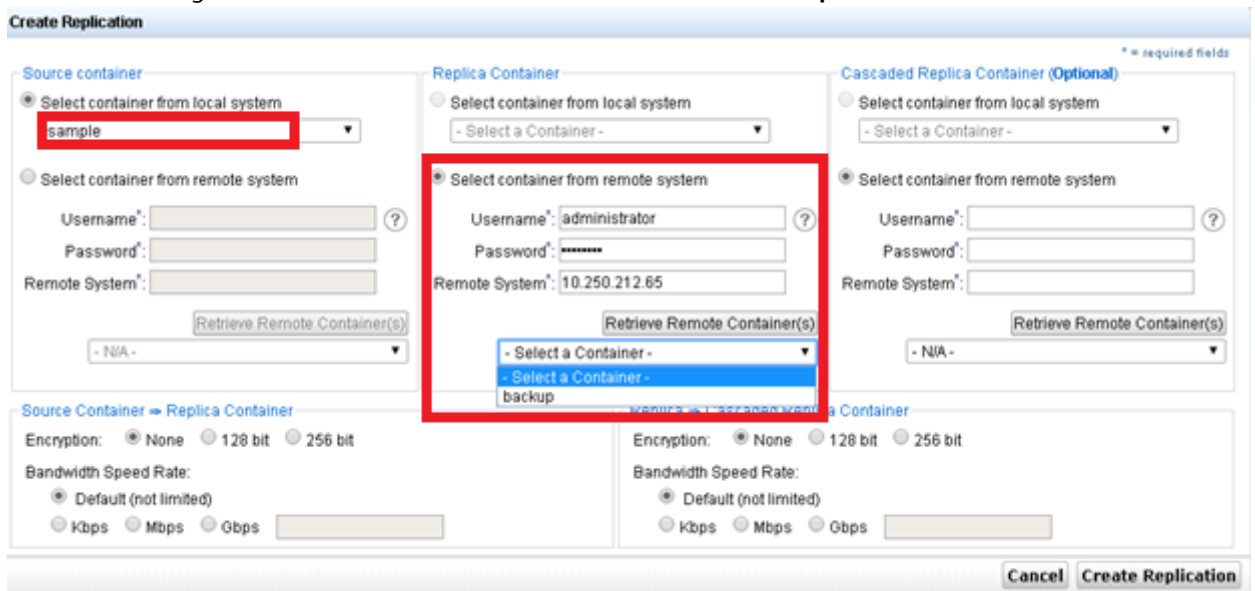 Create Replication
* = required fields
Source container
Select container from local system
sample
Select container from remote system
Username*:
Password*:
Remote System*:
Retrieve Remote Container(s)
- N/A -
Replica Container
Select container from local system
- Select a Container -
Select container from remote system
Username*: administrator
Password*: ••••••••
Remote System*: 10.250.212.65
Retrieve Remote Container(s)
- Select a Container -
- Select a Container -
backup
Cascaded Replica Container (Optional)
Select container from local system
- Select a Container -
Select container from remote system
Username*:
Password*:
Remote System*:
Retrieve Remote Container(s)
- N/A -
Source Container ⇒ Replica Container
Encryption: None 128 bit 256 bit
Bandwidth Speed Rate:
Default (not limited)
Kbps Mbps Gbps
Replica ⇒ Cascaded Replica Container
Encryption: None 128 bit 256 bit
Bandwidth Speed Rate:
Default (not limited)
Kbps Mbps Gbps
Cancel Create Replication